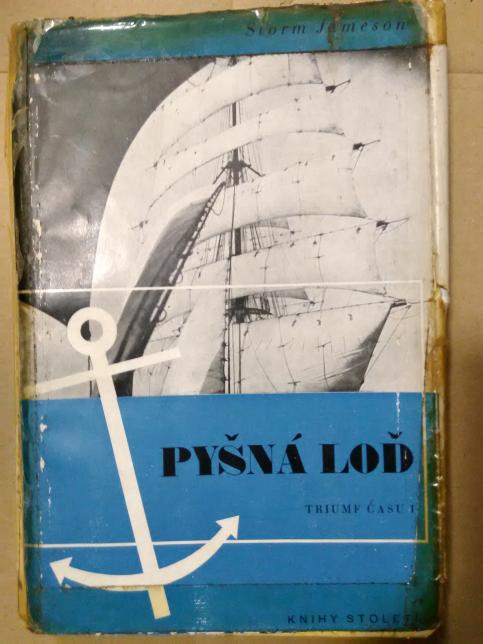 Storm Jameson
PYŠNÁ LOĎ
TRIUMF ČASU I
KNIHY STOLETÍ